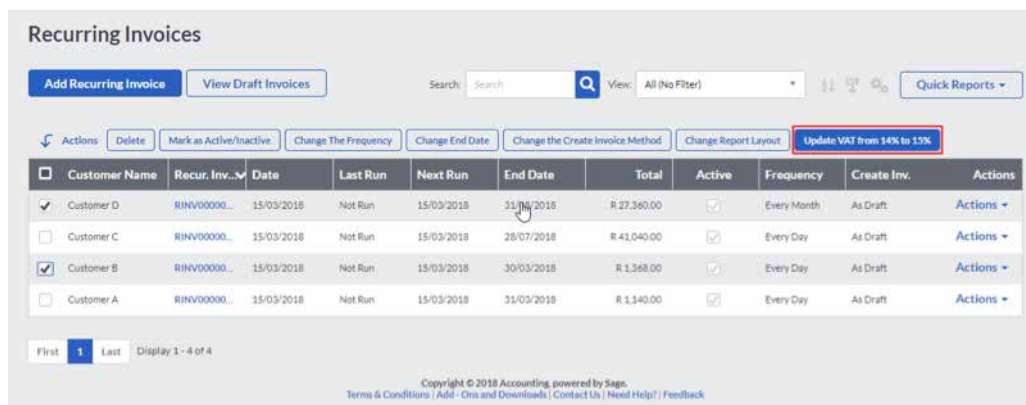 Recurring Invoices
Add Recurring Invoice View Draft Invoices Search: Search View: All (No Filter) Quick Reports
Actions Delete Mark as Active/Inactive Change The Frequency Change End Date Change the Create Invoice Method Change Report Layout Update VAT from 14% to 15%
Customer Name Recur. Inv... Date Last Run Next Run End Date Total Active Frequency Create Inv. Actions
Customer D RINV00000... 15/03/2018 Not Run 15/03/2018 R 27,360.00 Every Month As Draft Actions
Customer C RINV00000... 15/03/2018 Not Run 15/03/2018 28/07/2018 R 41,040.00 Every Day As Draft Actions
Customer B RINV00000... 15/03/2018 Not Run 15/03/2018 30/03/2018 R 1,368.00 Every Day As Draft Actions
Customer A RINV00000... 15/03/2018 Not Run 15/03/2018 31/03/2018 R 1,140.00 Every Day As Draft Actions
First 1 Last Display 1 - 4 of 4
Copyright © 2018 Accounting, powered by Sage.
Terms & Conditions | Add - Ons and Downloads | Contact Us | Need Help? | Feedback